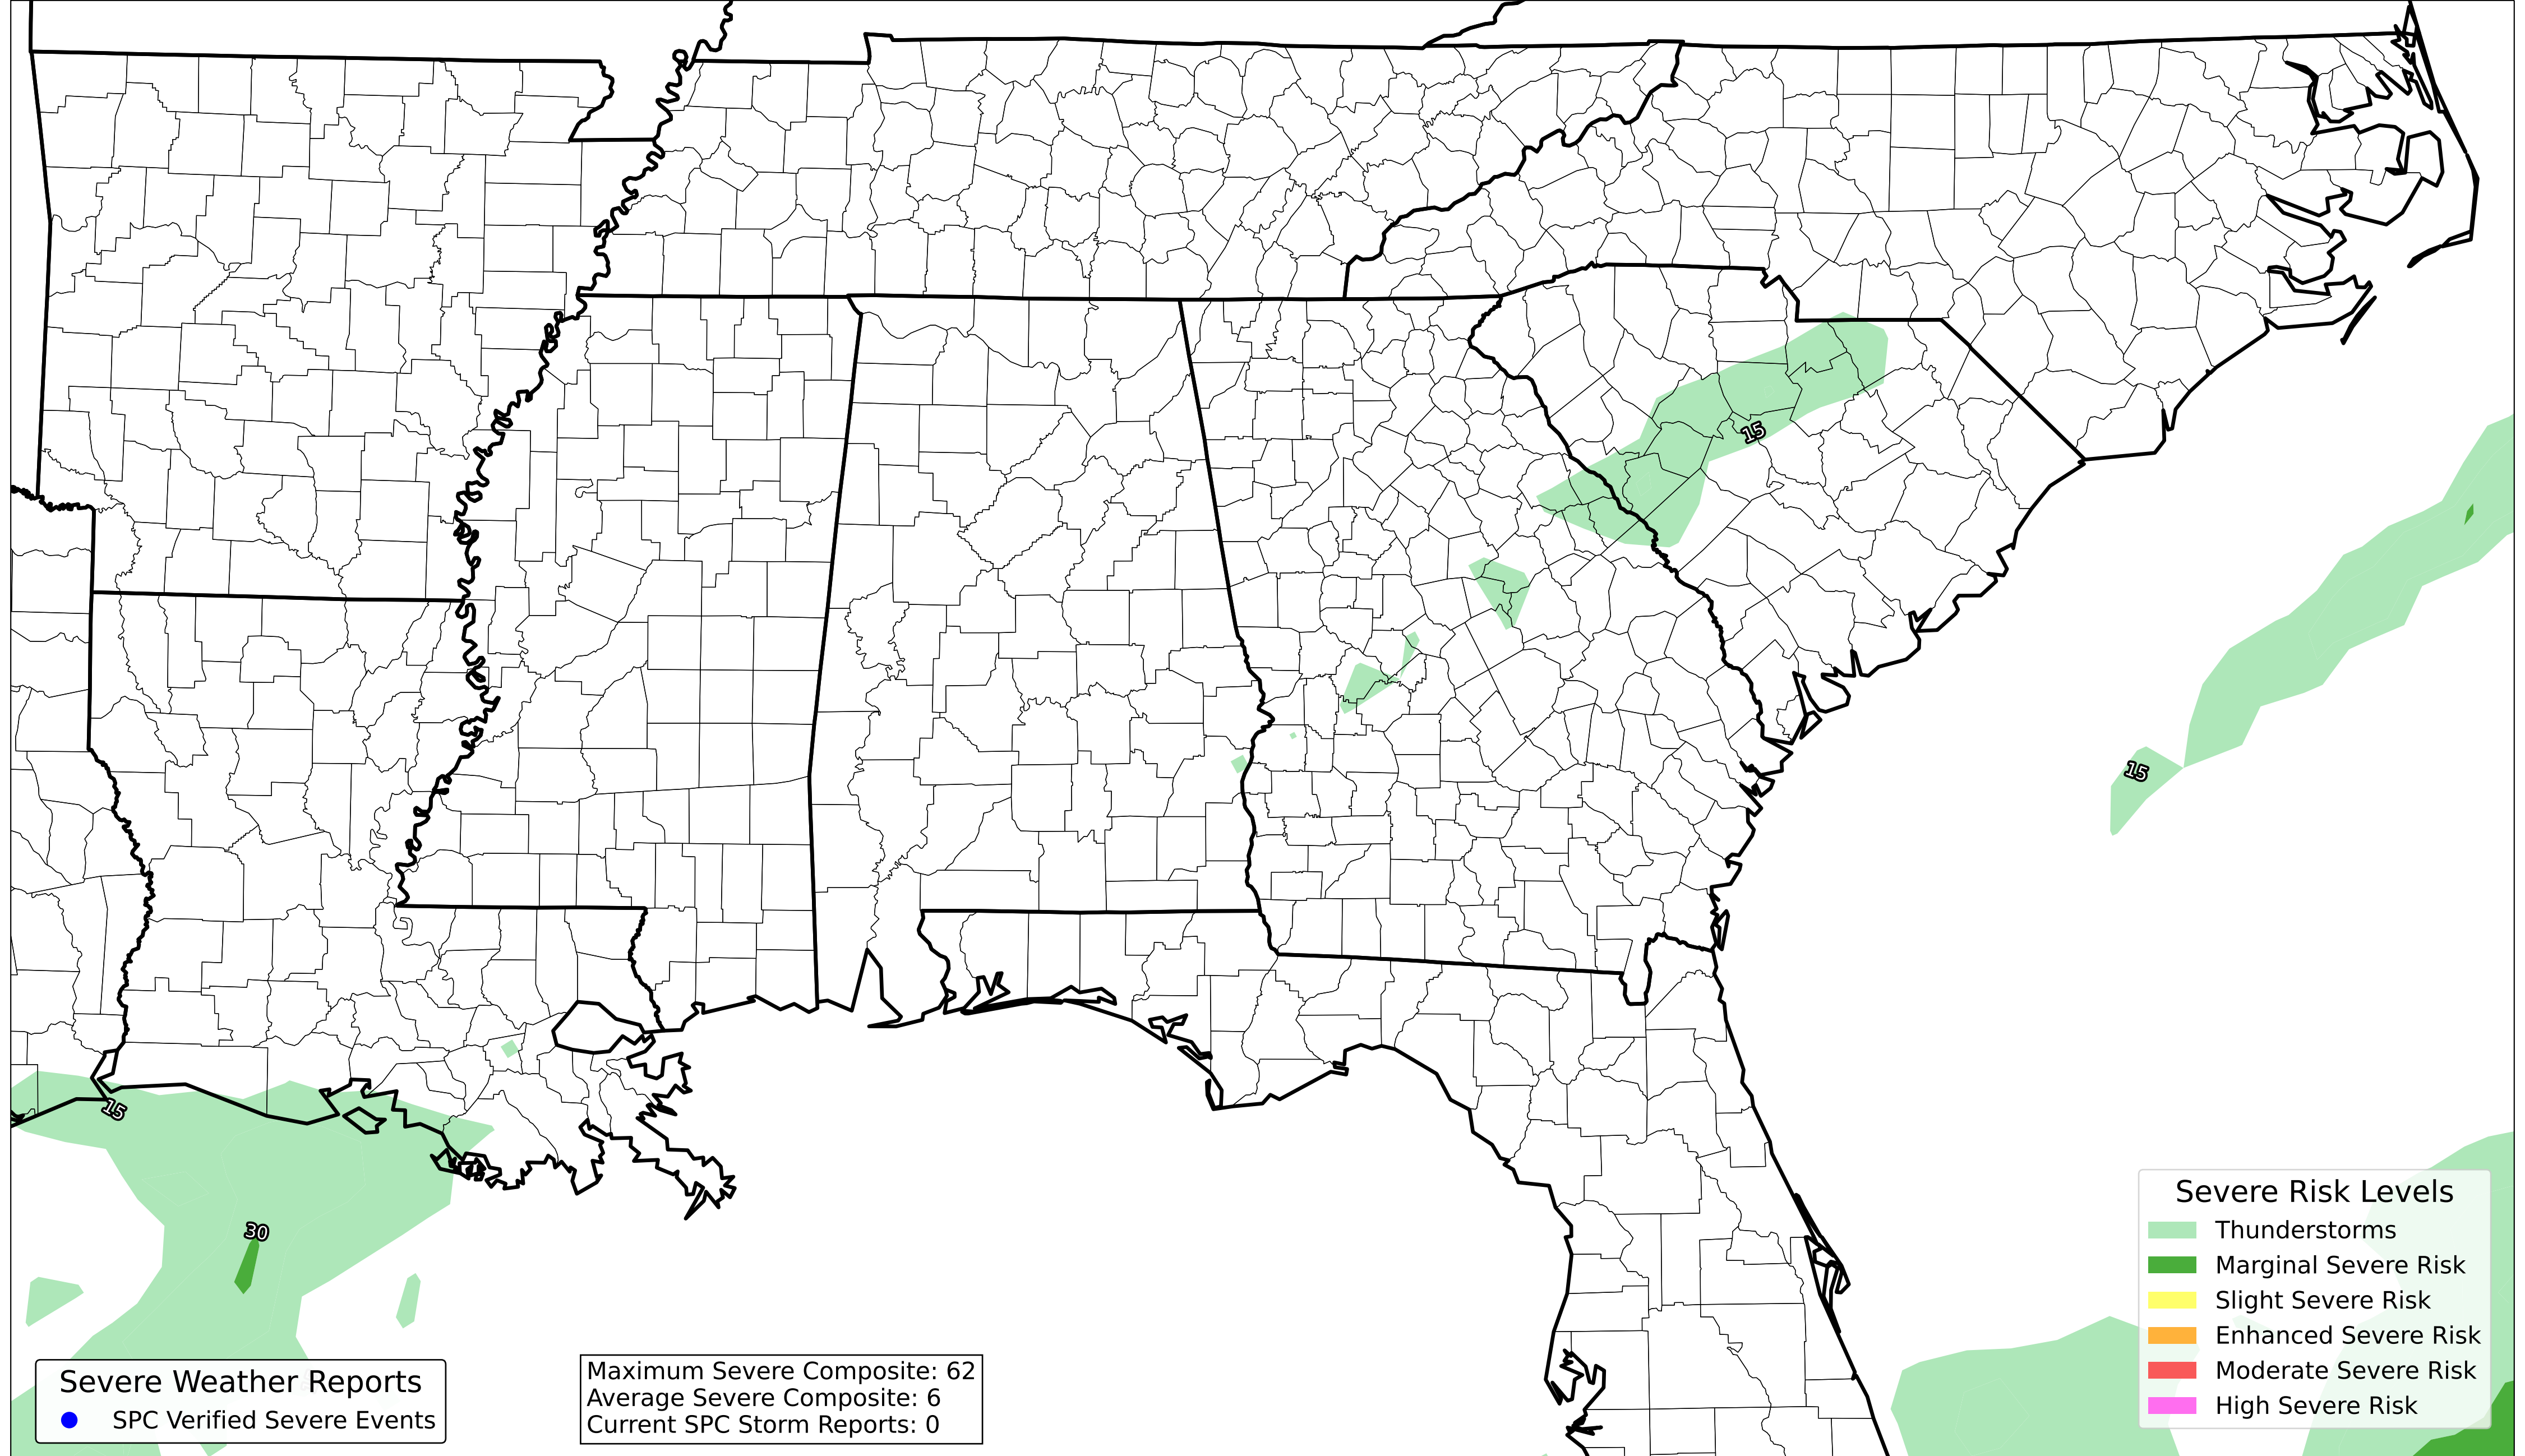 15
15
15
30
Severe Risk Levels
Thunderstorms
Marginal Severe Risk
Slight Severe Risk
Enhanced Severe Risk
Moderate Severe Risk
High Severe Risk
Severe Weather Reports
SPC Verified Severe Events
Maximum Severe Composite: 62
Average Severe Composite: 6
Current SPC Storm Reports: 0